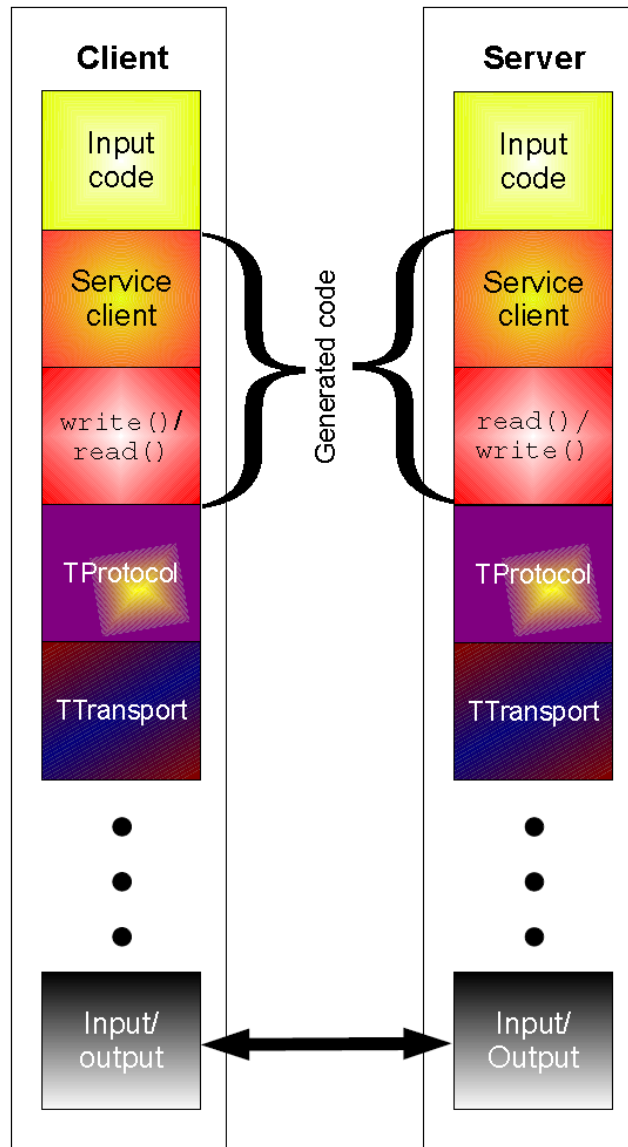 Client
Input
code
Service
client
write()/
read()
TProtocol
TTransport
Input/
output
Generated code
Server
Input
code
Service
client
read()/
write()
TProtocol
TTransport
Input/
Output